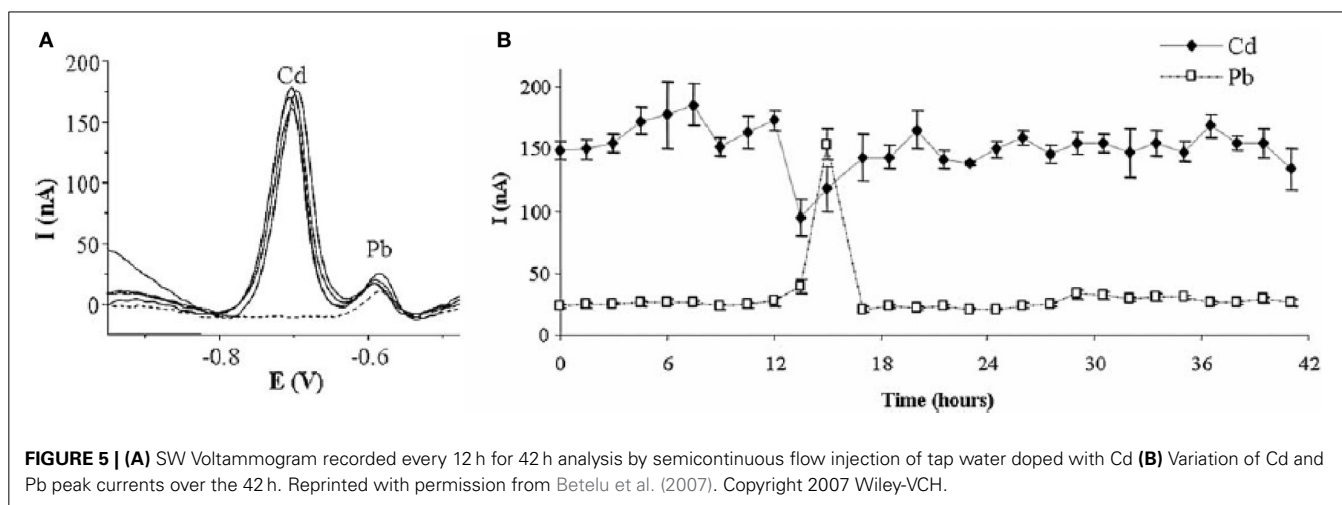 A
200
150
100
50
0
I (nA)
Cd
Pb
-0.8
-0.6
E (V)
B
Cd
Pb
200
150
100
50
0
I (nA)
0
6
12
18
24
30
36
42
Time (hours)
FIGURE 5 | (A) SW Voltammogram recorded every 12 h for 42 h analysis by semicontinuous flow injection of tap water doped with Cd (B) Variation of Cd and
Pb peak currents over the 42 h. Reprinted with permission from Betelu et al. (2007). Copyright 2007 Wiley-VCH.